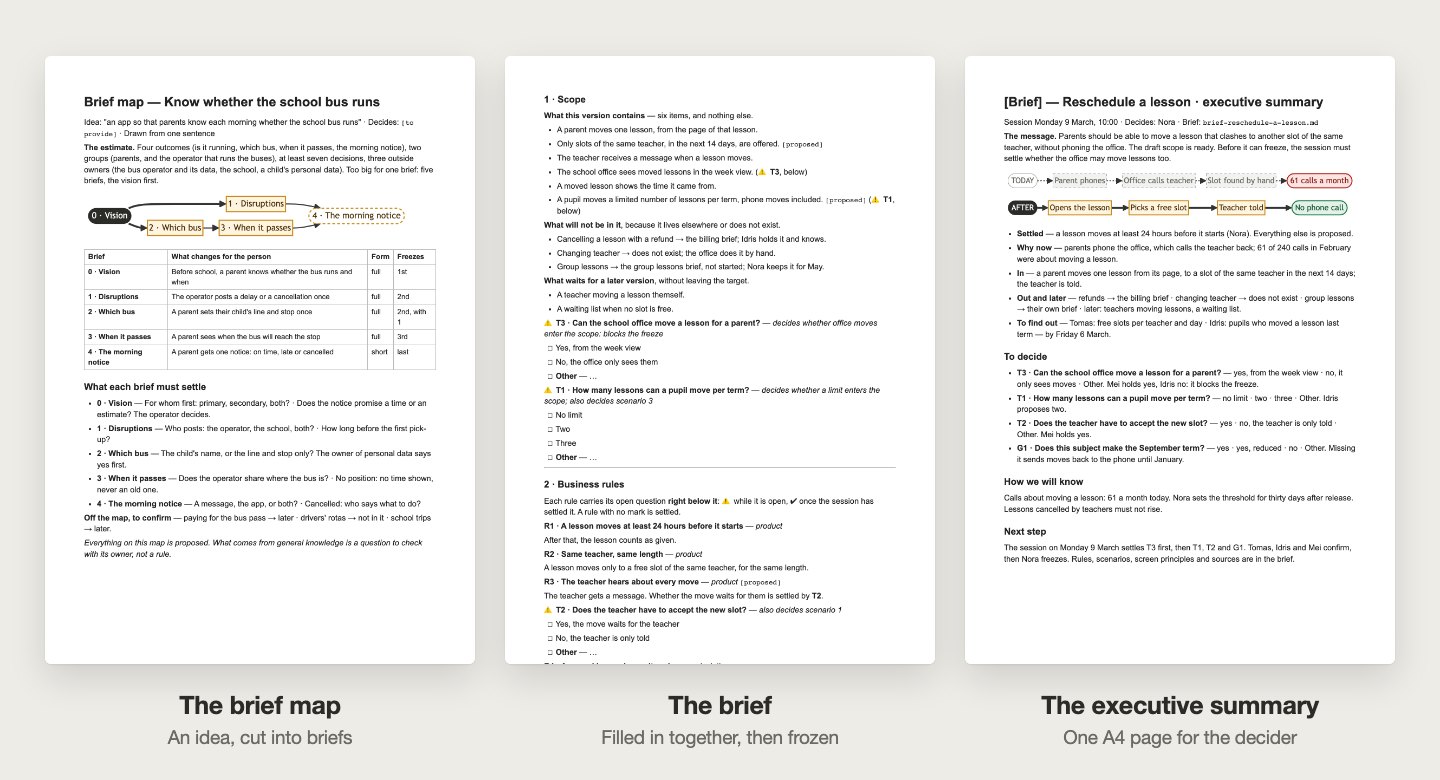 Brief map — Know whether the school bus runs
Idea: "an app so that parents know each morning whether the school bus runs" · Decides: [to
provide] · Drawn from one sentence
The estimate. Four outcomes (is it running, which bus, when it passes, the morning notice), two
groups (parents, and the operator that runs the buses), at least seven decisions, three outside
owners (the bus operator and its data, the school, a child's personal data). Too big for one brief: five
briefs, the vision first.
0 · Vision
1 · Disruptions
2 · Which bus
3 · When it passes
4 · The morning notice
Brief What changes for the person Form Freezes
0 · Vision Before school, a parent knows whether the bus runs and
when full 1st
1 · Disruptions The operator posts a delay or a cancellation once full 2nd
2 · Which bus A parent sets their child's line and stop once full 2nd, with
1
3 · When it passes A parent sees when the bus will reach the stop full 3rd
4 · The morning
notice A parent gets one notice: on time, late or cancelled short last
What each brief must settle
• 0 · Vision — For whom first: primary, secondary, both? · Does the notice promise a time or an
estimate? The operator decides.
• 1 · Disruptions — Who posts: the operator, the school, both? · How long before the first pick-
up?
• 2 · Which bus — The child's name, or the line and stop only? The owner of personal data says
yes first.
• 3 · When it passes — Does the operator share where the bus is? · No position: no time shown,
never an old one.
• 4 · The morning notice — A message, the app, or both? · Cancelled: who says what to do?
Off the map, to confirm — paying for the bus pass → later · drivers' rotas → not in it · school trips
→ later.
Everything on this map is proposed. What comes from general knowledge is a question to check
with its owner, not a rule.
The brief map
An idea, cut into briefs
1 · Scope
What this version contains — six items, and nothing else.
• A parent moves one lesson, from the page of that lesson.
• Only slots of the same teacher, in the next 14 days, are offered. [proposed]
• The teacher receives a message when a lesson moves.
• The school office sees moved lessons in the week view. (⚠️ T3, below)
• A moved lesson shows the time it came from.
• A pupil moves a limited number of lessons per term, phone moves included. [proposed] (⚠️ T1,
below)
What will not be in it, because it lives elsewhere or does not exist.
• Cancelling a lesson with a refund → the billing brief; Idris holds it and knows.
• Changing teacher → does not exist; the office does it by hand.
• Group lessons → the group lessons brief, not started; Nora keeps it for May.
What waits for a later version, without leaving the target.
• A teacher moving a lesson themself.
• A waiting list when no slot is free.
⚠️ T3 · Can the school office move a lesson for a parent? — decides whether office moves
enter the scope; blocks the freeze
□ Yes, from the week view
□ No, the office only sees them
□ Other — …
⚠️ T1 · How many lessons can a pupil move per term? — decides whether a limit enters the
scope; also decides scenario 3
□ No limit
□ Two
□ Three
□ Other — …
2 · Business rules
Each rule carries its open question right below it: ⚠️ while it is open, ✔ once the session has
settled it. A rule with no mark is settled.
R1 · A lesson moves at least 24 hours before it starts — product
After that, the lesson counts as given.
R2 · Same teacher, same length — product
A lesson moves only to a free slot of the same teacher, for the same length.
R3 · The teacher hears about every move — product [proposed]
The teacher gets a message. Whether the move waits for them is settled by T2.
⚠️ T2 · Does the teacher have to accept the new slot? — also decides scenario 1
□ Yes, the move waits for the teacher
□ No, the teacher is only told
□ Other — …
The brief
Filled in together, then frozen
[Brief] — Reschedule a lesson · executive summary
Session Monday 9 March, 10:00 · Decides: Nora · Brief: brief-reschedule-a-lesson.md
The message. Parents should be able to move a lesson that clashes to another slot of the same
teacher, without phoning the office. The draft scope is ready. Before it can freeze, the session must
settle whether the office may move lessons too.
TODAY Parent phones Office calls teacher Slot found by hand 61 calls a month
AFTER Opens the lesson Picks a free slot Teacher told No phone call
• Settled — a lesson moves at least 24 hours before it starts (Nora). Everything else is proposed.
• Why now — parents phone the office, which calls the teacher back; 61 of 240 calls in February
were about moving a lesson.
• In — a parent moves one lesson from its page, to a slot of the same teacher in the next 14 days;
the teacher is told.
• Out and later — refunds → the billing brief · changing teacher → does not exist · group lessons
→ their own brief · later: teachers moving lessons, a waiting list.
• To find out — Tomas: free slots per teacher and day · Idris: pupils who moved a lesson last
term — by Friday 6 March.
To decide
• T3 · Can the school office move a lesson for a parent? — yes, from the week view · no, it
only sees moves · Other. Mei holds yes, Idris no: it blocks the freeze.
• T1 · How many lessons can a pupil move per term? — no limit · two · three · Other. Idris
proposes two.
• T2 · Does the teacher have to accept the new slot? — yes · no, the teacher is only told ·
Other. Mei holds yes.
• G1 · Does this subject make the September term? — yes · yes, reduced · no · Other. Missing
it sends moves back to the phone until January.
How we will know
Calls about moving a lesson: 61 a month today. Nora sets the threshold for thirty days after release.
Lessons cancelled by teachers must not rise.
Next step
The session on Monday 9 March settles T3 first, then T1, T2 and G1. Tomas, Idris and Mei confirm,
then Nora freezes. Rules, scenarios, screen principles and sources are in the brief.
The executive summary
One A4 page for the decider